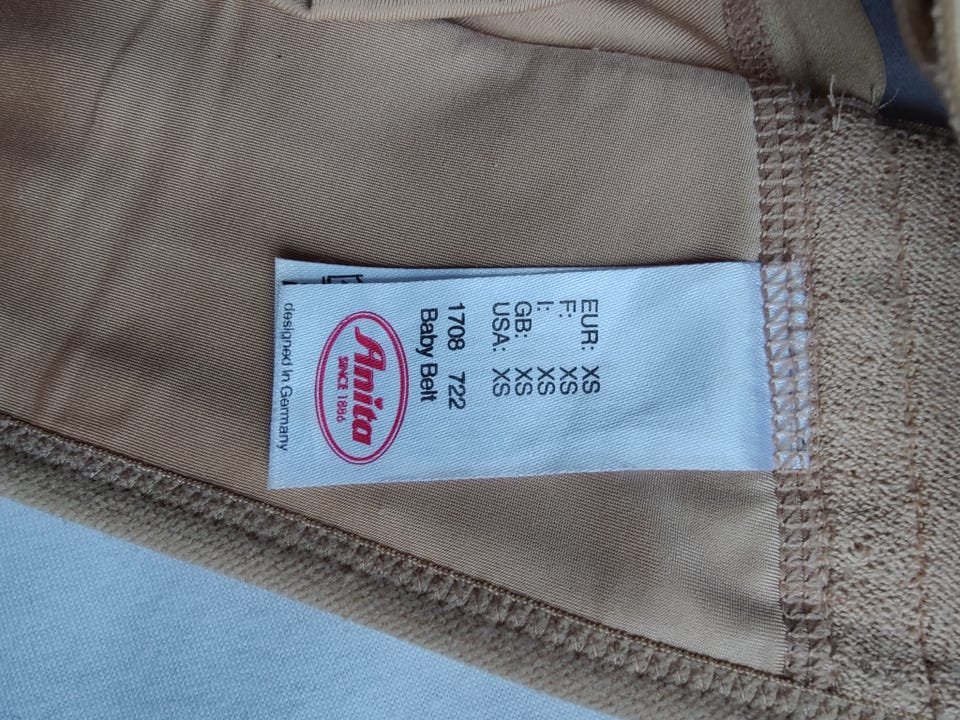 EUR: XS
F: XS
I: XS
GB: XS
USA: XS
1708 722
Baby Belt
Anita
SINCE 1886
designed in Germany